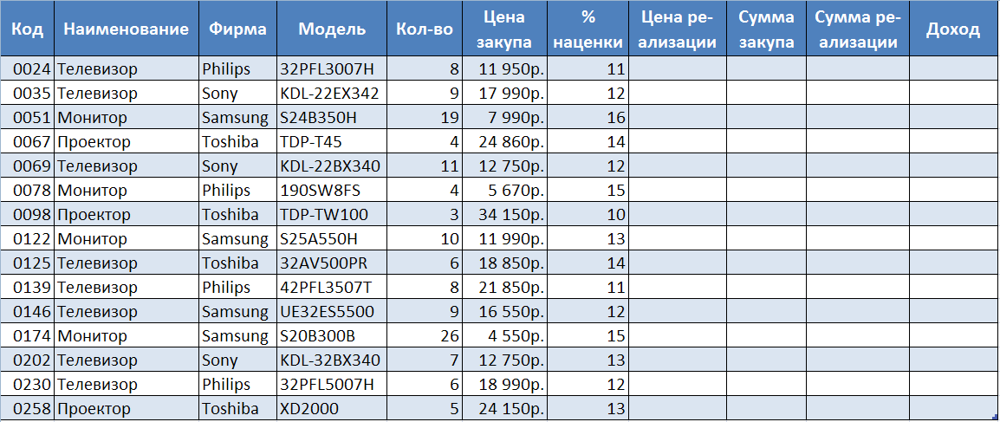 Код Наименование Фирма Модель Кол-во Цена закупа % наценки Цена ре-ализации Сумма закупа Сумма ре-ализации Доход
0024 Телевизор Philips 32PFL3007H 8 11 950р. 11
0035 Телевизор Sony KDL-22EX342 9 17 990р. 12
0051 Монитор Samsung S24B350H 19 7 990р. 16
0067 Проектор Toshiba TDP-T45 4 24 860р. 14
0069 Телевизор Sony KDL-22BX340 11 12 750р. 12
0078 Монитор Philips 190SW8FS 4 5 670р. 15
0098 Проектор Toshiba TDP-TW100 3 34 150р. 10
0122 Монитор Samsung S25A550H 10 11 990р. 13
0125 Телевизор Toshiba 32AV500PR 6 18 850р. 14
0139 Телевизор Philips 42PFL3507T 8 21 850р. 11
0146 Телевизор Samsung UE32ES5500 9 16 550р. 12
0174 Монитор Samsung S20B300B 26 4 550р. 15
0202 Телевизор Sony KDL-32BX340 7 12 750р. 13
0230 Телевизор Philips 32PFL5007H 6 18 990р. 12
0258 Проектор Toshiba XD2000 5 24 150р. 13